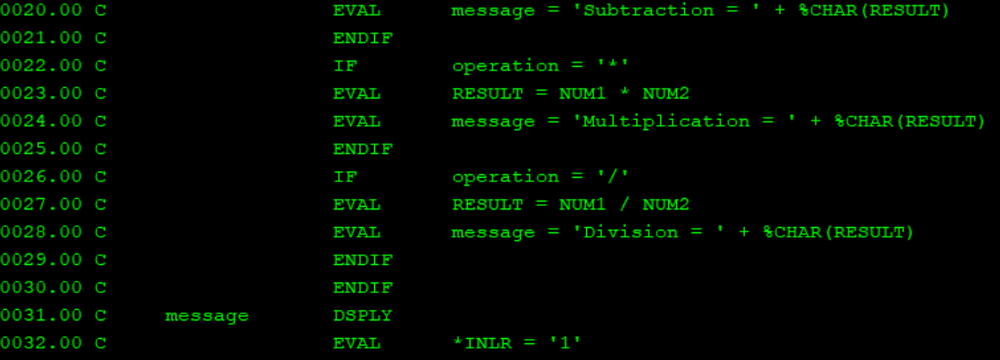 0020.00 C                   EVAL      message = 'Subtraction = ' + %CHAR(RESULT)
0021.00 C                   ENDIF
0022.00 C                   IF        operation = '*'
0023.00 C                   EVAL      RESULT = NUM1 * NUM2
0024.00 C                   EVAL      message = 'Multiplication = ' + %CHAR(RESULT)
0025.00 C                   ENDIF
0026.00 C                   IF        operation = '/'
0027.00 C                   EVAL      RESULT = NUM1 / NUM2
0028.00 C                   EVAL      message = 'Division = ' + %CHAR(RESULT)
0029.00 C                   ENDIF
0030.00 C                   ENDIF
0031.00 C     message       DSPLY
0032.00 C                   EVAL      *INLR = '1'